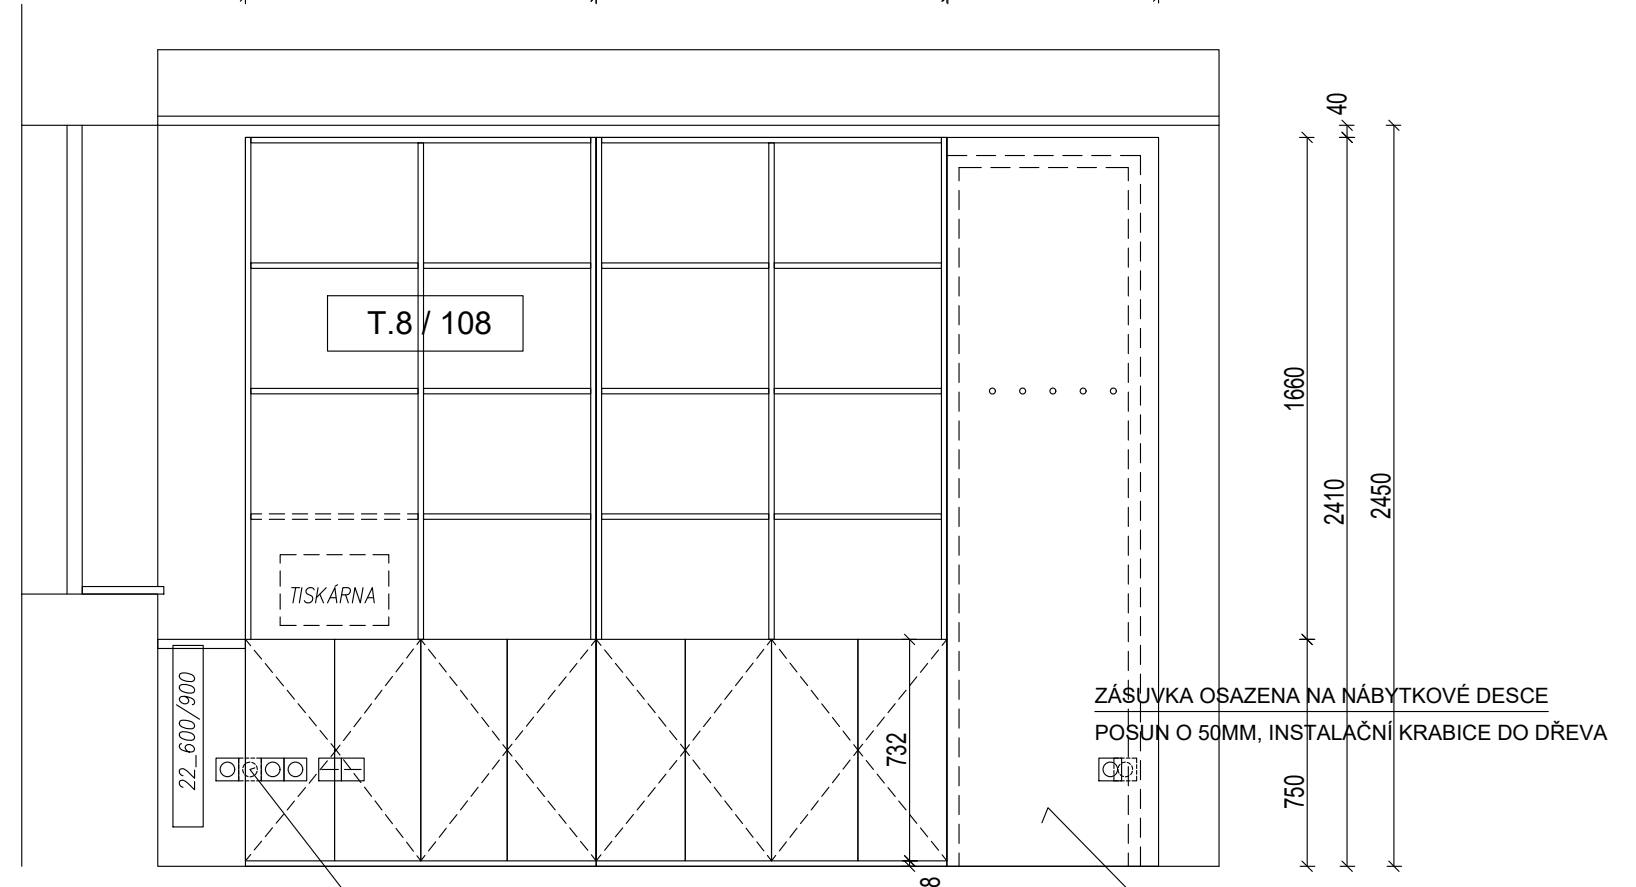 40
T.8 / 108
1660
2410
2450
TISKÁRNA
22_600/900
732
ZÁSUVKA OSAZENA NA NÁBYTKOVÉ DESCE
POSUN O 50MM, INSTALAČNÍ KRABICE DO DŘEVA
750
8